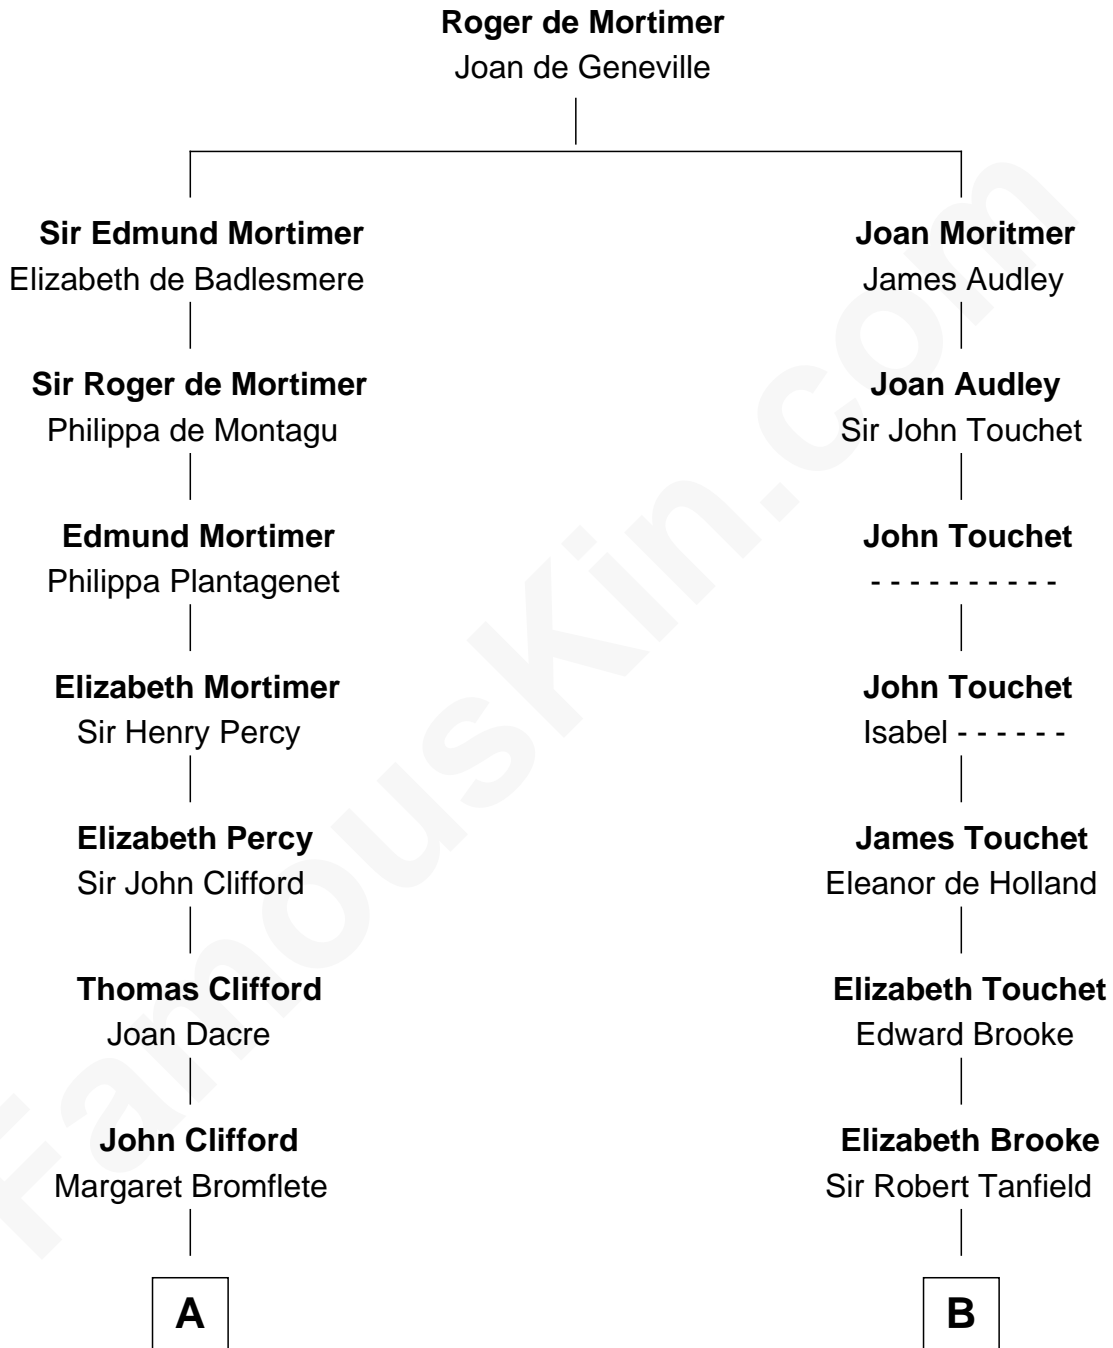 Roger de Mortimer
Joan de Geneville
Sir Edmund Mortimer
Elizabeth de Badlesmere
Joan Moritmer
James Audley
Sir Roger de Mortimer
Philippa de Montagu
Joan Audley
Sir John Touchet
Edmund Mortimer
Philippa Plantagenet
John Touchet
- - - - - - - - - -
Elizabeth Mortimer
Sir Henry Percy
John Touchet
Isabel - - - - - -
Elizabeth Percy
Sir John Clifford
James Touchet
Eleanor de Holland
Thomas Clifford
Joan Dacre
Elizabeth Touchet
Edward Brooke
John Clifford
Margaret Bromflete
Elizabeth Brooke
Sir Robert Tanfield
A
B
FamousKin.com